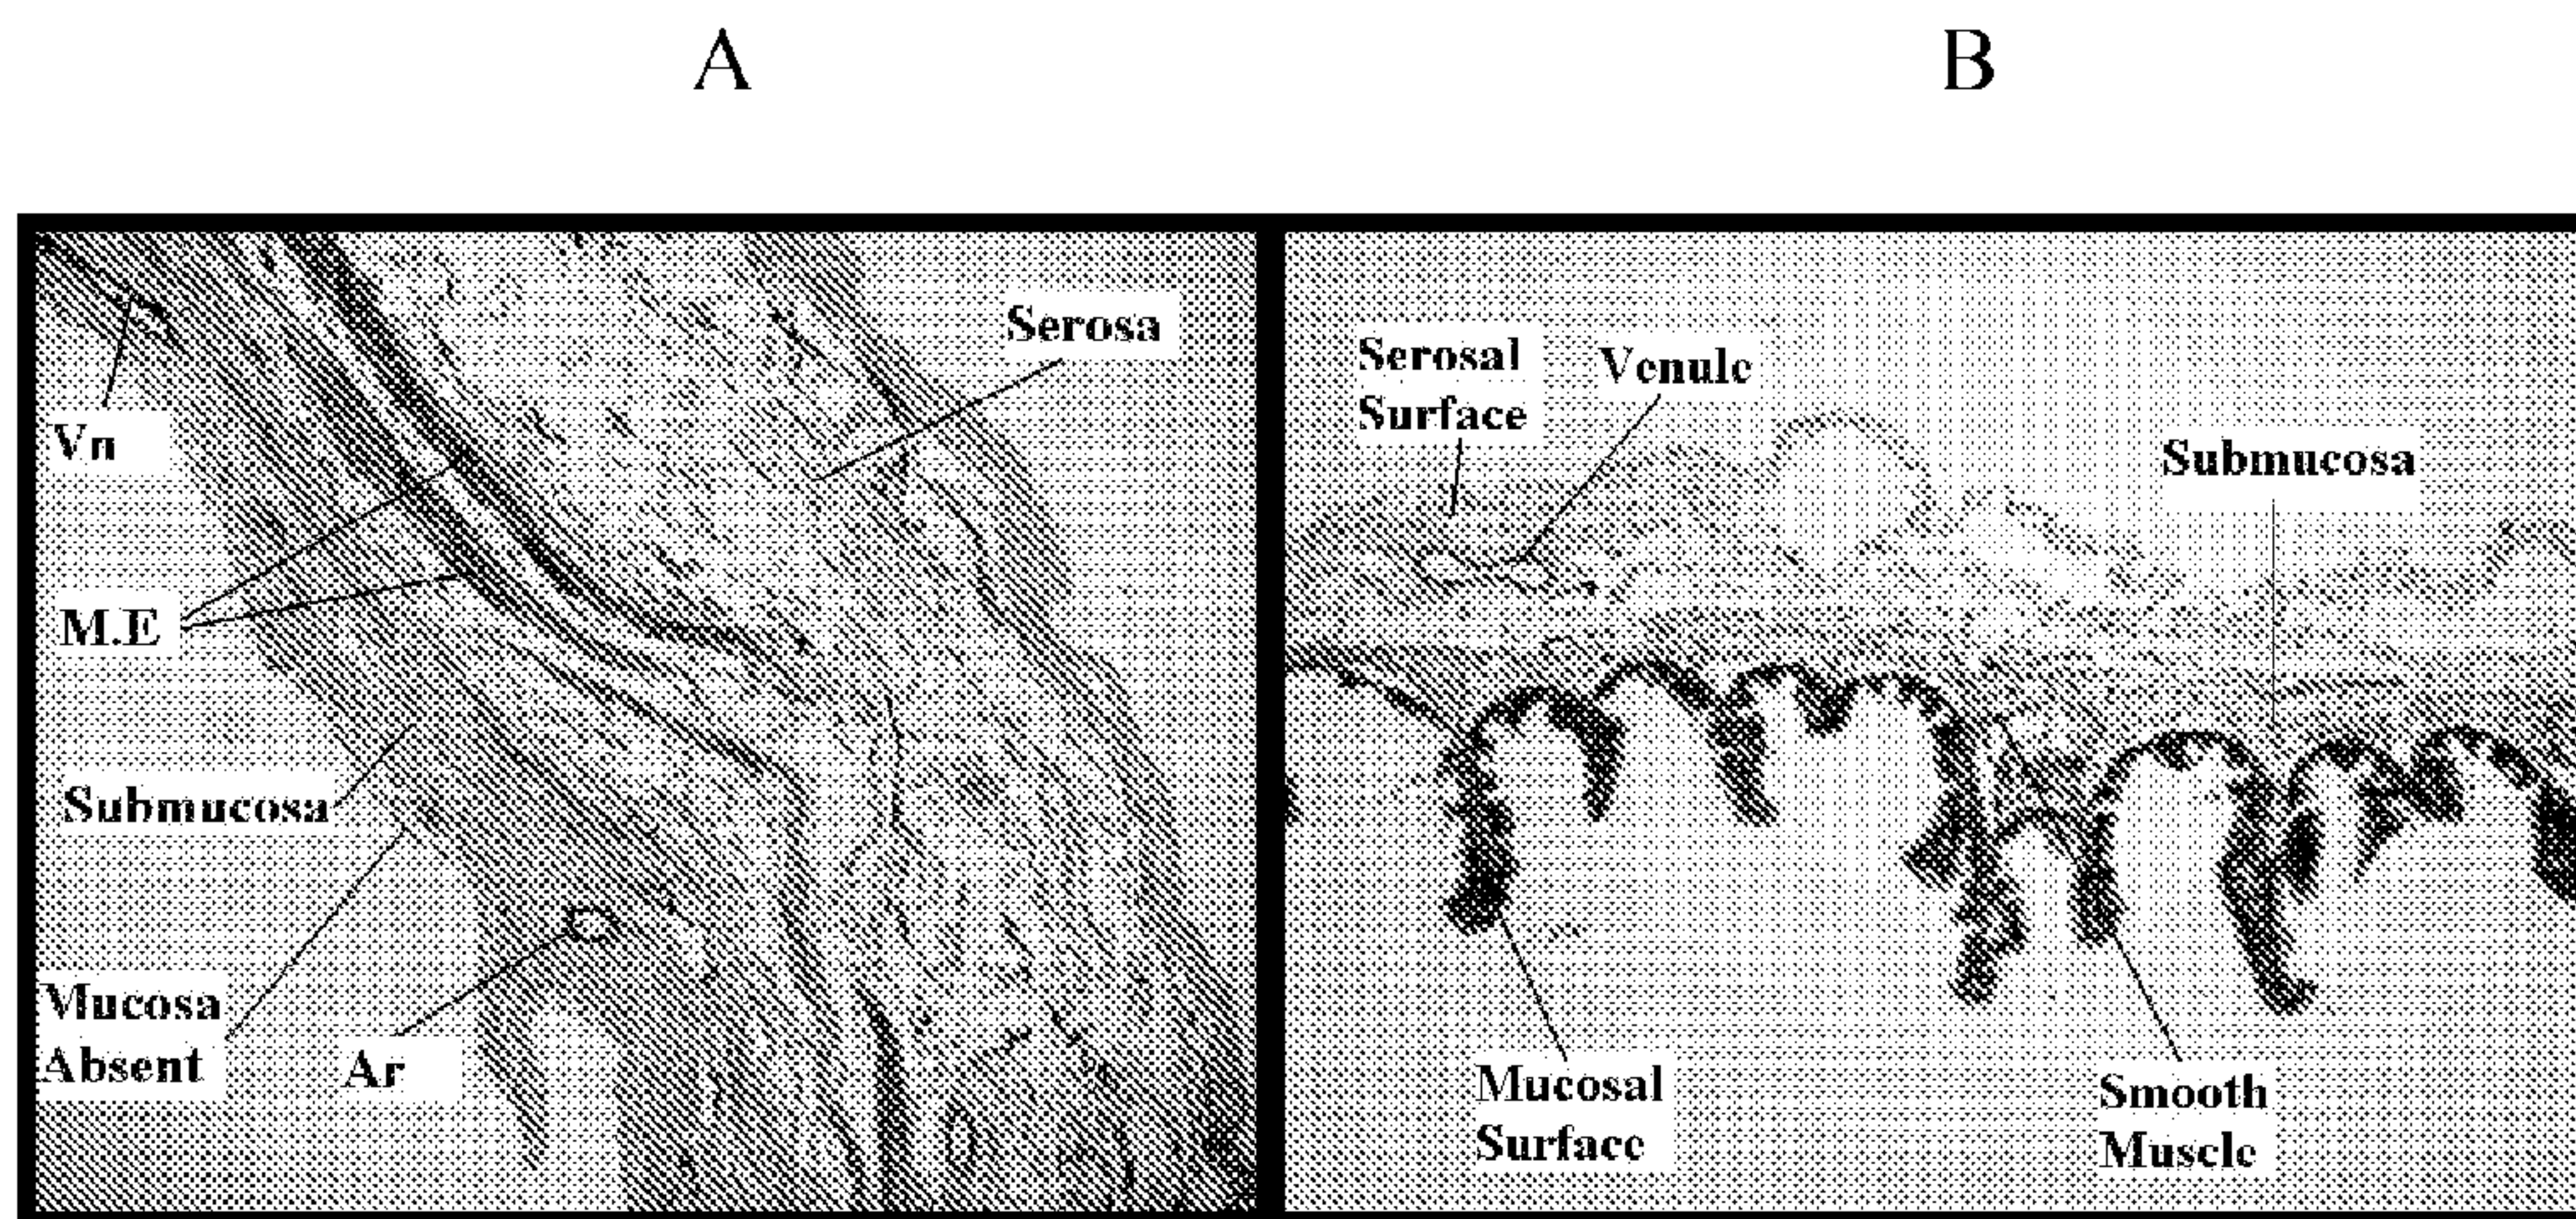 A
B
Serosa
Vn
M.E
Submucosa
Mucosa
Absent
Ar
Serosal
Surface
Venule
Submucosa
Mucosal
Surface
Smooth
Muscle